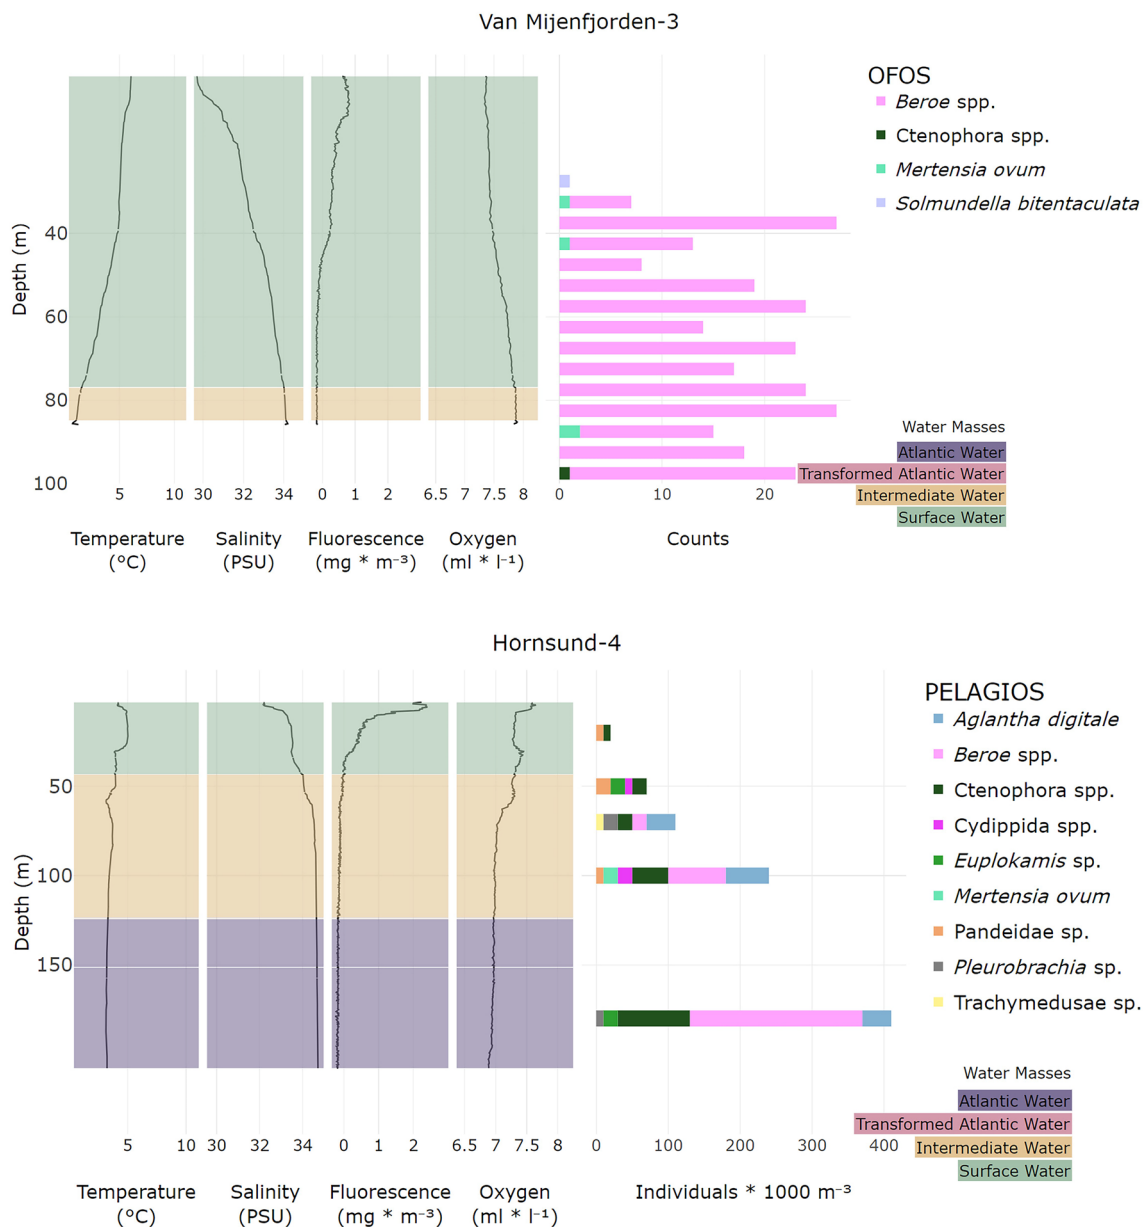 Van Mijenfjorden-3
OFOS
Beroe spp.
Ctenophora spp.
Mertensia ovum
Solmundella bitentaculata
Depth (m)
40
60
80
100
5 10 30 32 34 0 1 2 6.5 7 7.5 8 0 10 20
Water Masses
Atlantic Water
Transformed Atlantic Water
Intermediate Water
Surface Water
Temperature Salinity Fluorescence Oxygen Counts
(°C) (PSU) (mg * m⁻³) (ml * l⁻¹)
Hornsund-4
PELAGIOS
Aglantha digitale
Beroe spp.
Ctenophora spp.
Cydippida spp.
Euplokamis sp.
Mertensia ovum
Pandeidae sp.
Pleurobrachia sp.
Trachymedusae sp.
Depth (m)
50
100
150
5 10 30 32 34 0 1 2 6.5 7 7.5 8 0 100 200 300 400
Water Masses
Atlantic Water
Transformed Atlantic Water
Intermediate Water
Surface Water
Temperature Salinity Fluorescence Oxygen Individuals * 1000 m⁻³
(°C) (PSU) (mg * m⁻³) (ml * l⁻¹)